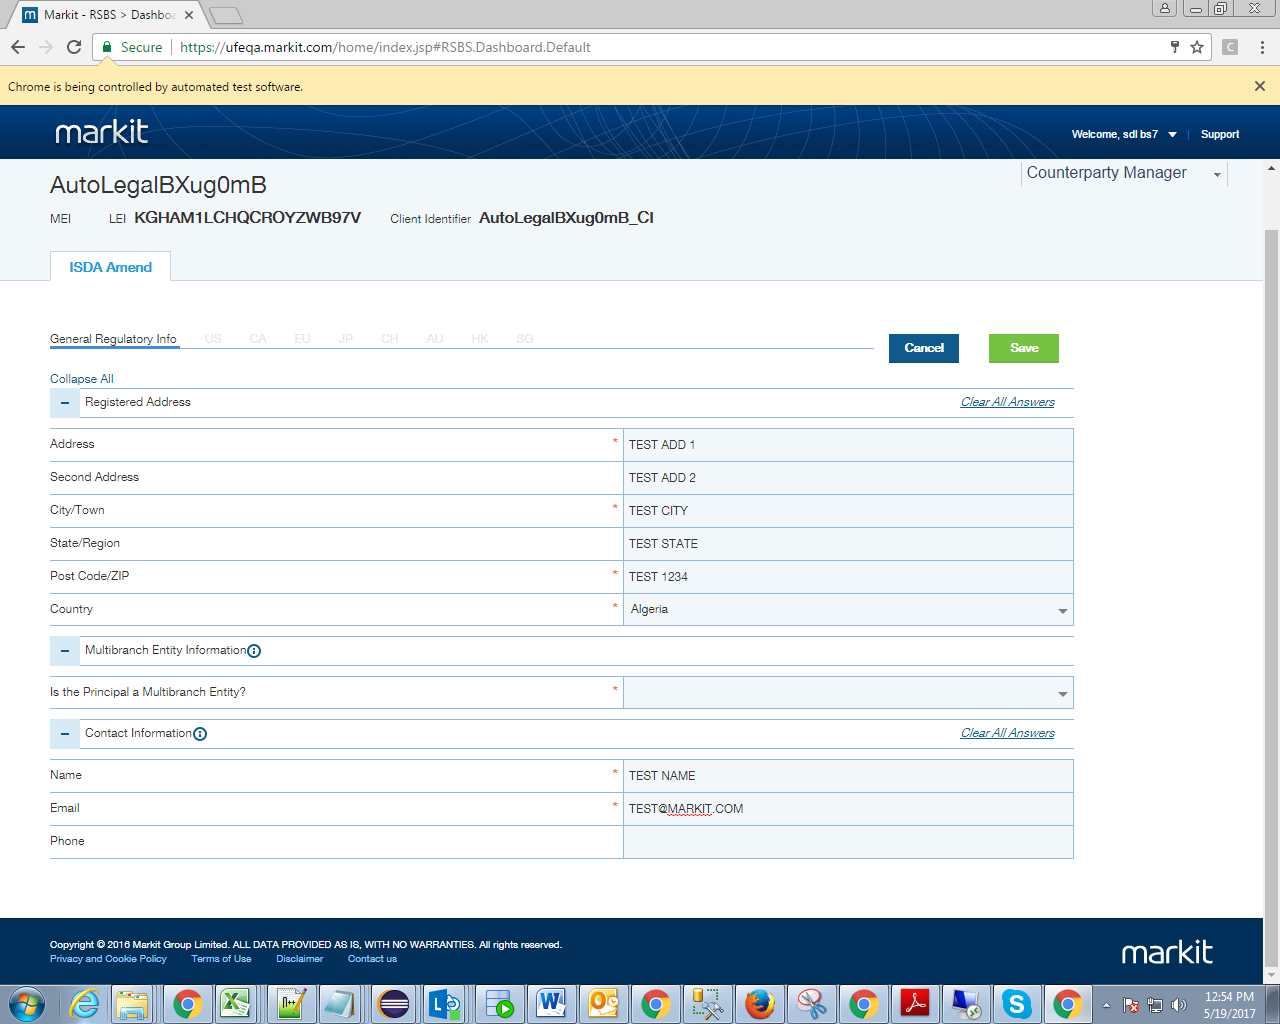 m Markit - RSBS > Dashbo
Secure https://ufeqa.markit.com/home/index.jsp#RSBS.Dashboard.Default
C
Chrome is being controlled by automated test software.
markit
Welcome, sdl bs7 Support
Counterparty Manager
AutoLegalBXug0mB
MEI LEI KGHAM1LCHQCROYZWB97V Client Identifier AutoLegalBXug0mB_CI
ISDA Amend
General Regulatory Info US CA EU JP CH AU HK SG
Cancel Save
Collapse All
Registered Address Clear All Answers
Address * TEST ADD 1
Second Address TEST ADD 2
City/Town * TEST CITY
State/Region TEST STATE
Post Code/ZIP * TEST 1234
Country * Algeria
Multibranch Entity Information
Is the Principal a Multibranch Entity? *
Contact Information Clear All Answers
Name * TEST NAME
Email * TEST@MARKIT.COM
Phone
Copyright © 2016 Markit Group Limited. ALL DATA PROVIDED AS IS, WITH NO WARRANTIES. All rights reserved.
Privacy and Cookie Policy Terms of Use Disclaimer Contact us
markit
12:54 PM
5/19/2017